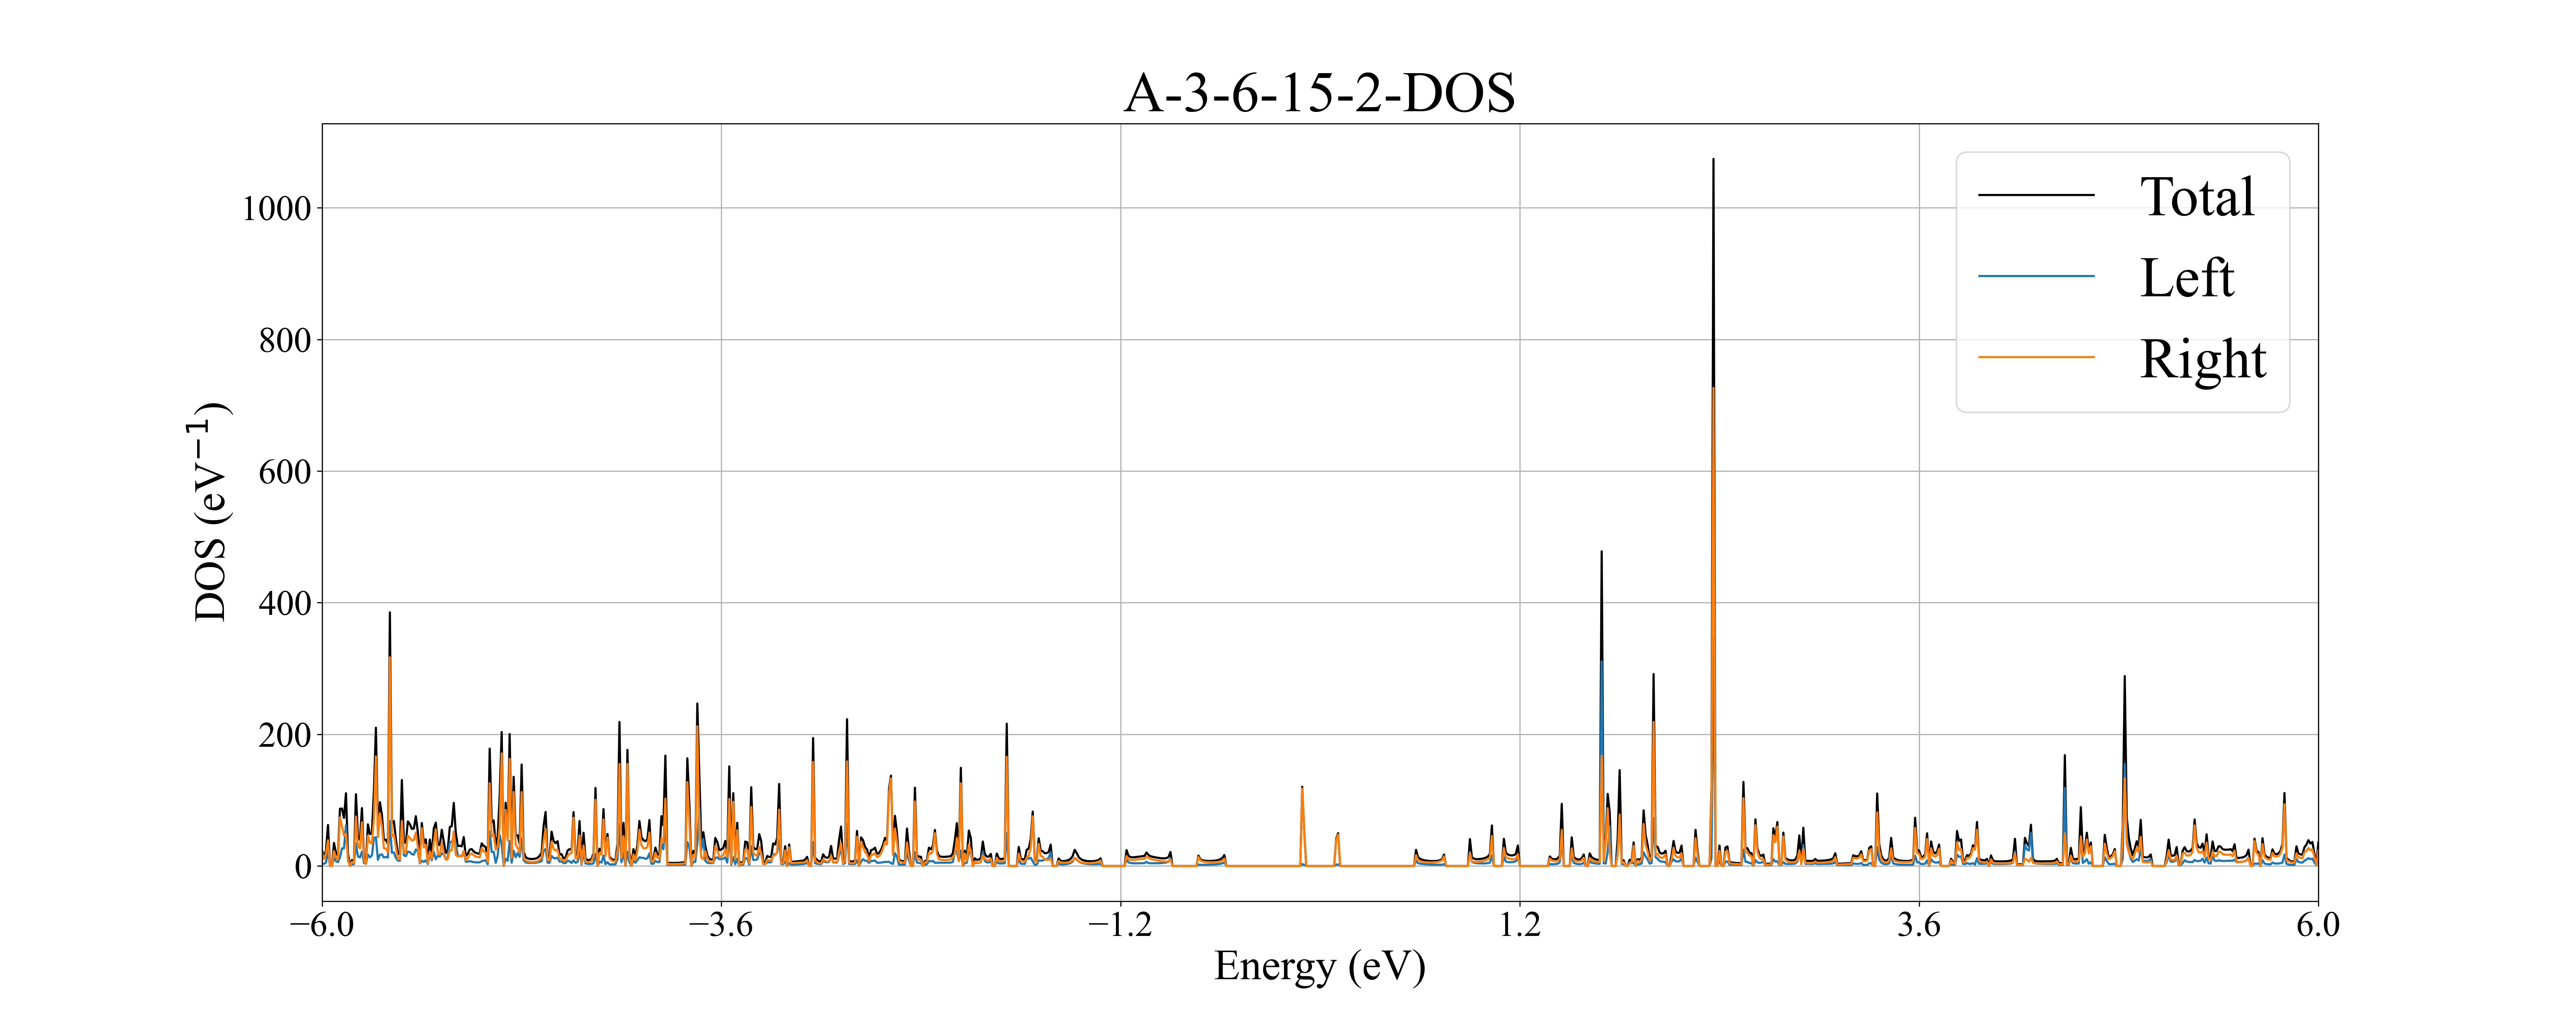 A-3-6-15-2-DOS
DOS (eV⁻¹)
1000
800
600
400
200
0
Total
Left
Right
−6.0 −3.6 −1.2 1.2 3.6 6.0
Energy (eV)